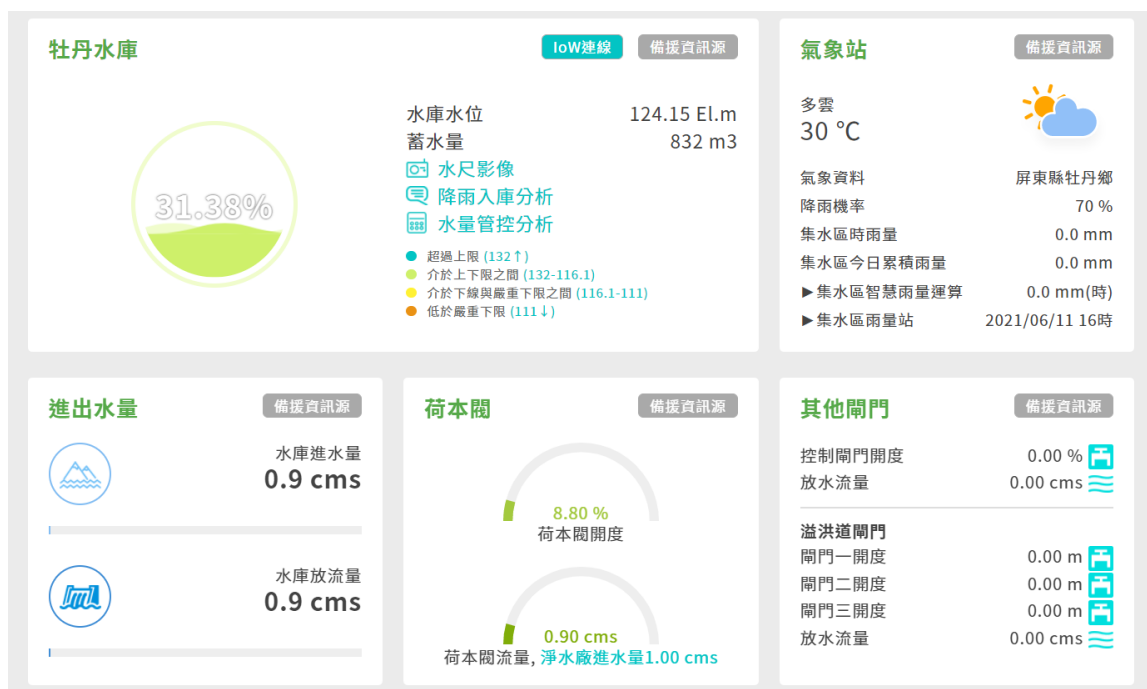 牡丹水庫
IoW連線
備援資訊源
31.38%
水庫水位 124.15 El.m
蓄水量 832 m3
水尺影像
降雨入庫分析
水量管控分析
超過上限 (132↑)
介於上下限之間 (132-116.1)
介於下線與嚴重下限之間 (116.1-111)
低於嚴重下限 (111↓)
氣象站
備援資訊源
多雲
30 ℃
氣象資料 屏東縣牡丹鄉
降雨機率 70 %
集水區時雨量 0.0 mm
集水區今日累積雨量 0.0 mm
▶集水區智慧雨量運算 0.0 mm(時)
▶集水區雨量站 2021/06/11 16時
進出水量
備援資訊源
水庫進水量
0.9 cms
水庫放流量
0.9 cms
荷本閥
備援資訊源
8.80 %
荷本閥開度
0.90 cms
荷本閥流量, 淨水廠進水量1.00 cms
其他閘門
備援資訊源
控制閘門開度 0.00 %
放水流量 0.00 cms
溢洪道閘門
閘門一開度 0.00 m
閘門二開度 0.00 m
閘門三開度 0.00 m
放水流量 0.00 cms